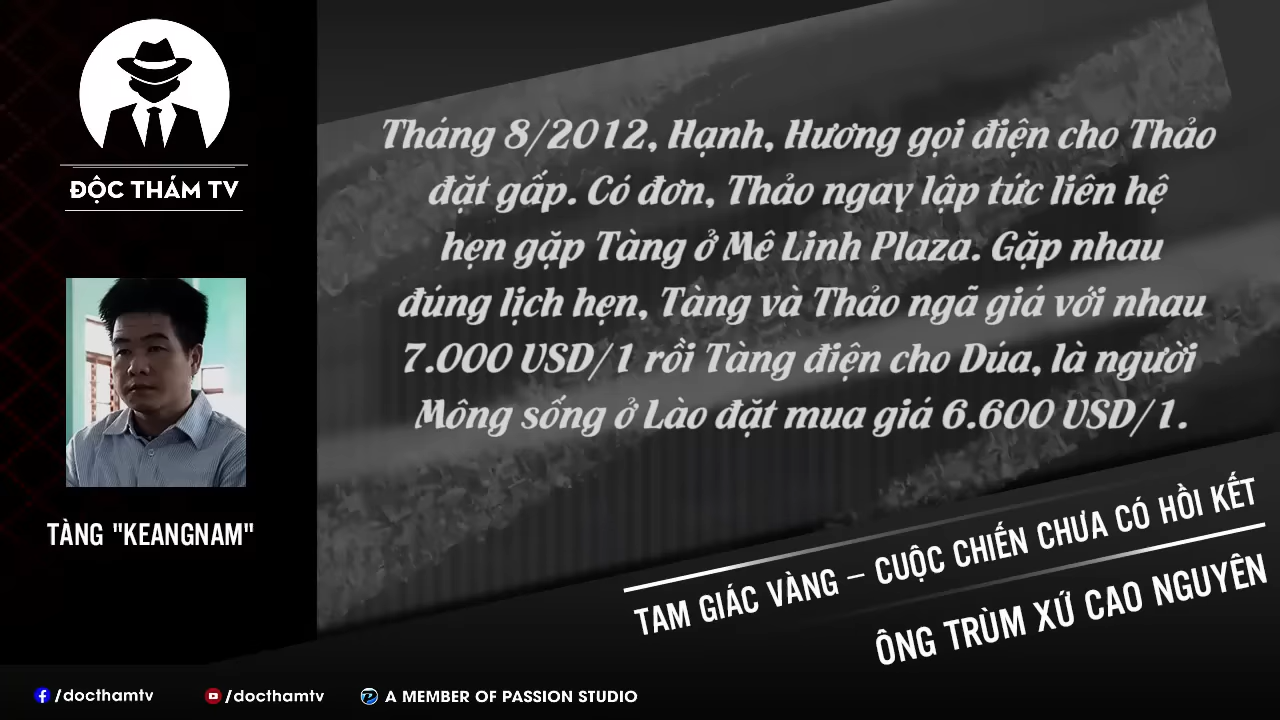 ĐỘC THÁM TV
TÀNG "KEANGNAM"
Tháng 8/2012, Hạnh, Hương gọi điện cho Thảo
đặt gấp. Có đơn, Thảo ngay lập tức liên hệ
hẹn gặp Tàng ở Mê Linh Plaza. Gặp nhau
đúng lịch hẹn, Tàng và Thảo ngã giá với nhau
7.000 USD/1 rồi Tàng điện cho Dúa, là người
Mông sống ở Lào đặt mua giá 6.600 USD/1.
TAM GIÁC VÀNG – CUỘC CHIẾN CHƯA CÓ HỒI KẾT
ÔNG TRÙM XỨ CAO NGUYÊN
/docthamtv
/docthamtv
A MEMBER OF PASSION STUDIO